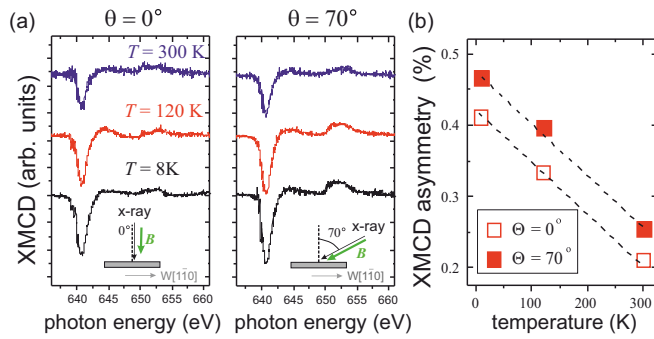 (a)
θ = 0°
θ = 70°
XMCD (arb. units)
T = 300 K
T = 120 K
T = 8K
x-ray
0°
B
W[11̄0]
640 645 650 655 660
photon energy (eV)
70°
x-ray
B
W[11̄0]
640 645 650 655 660
photon energy (eV)
(b)
XMCD asymmetry (%)
0.5
0.4
0.3
0.2
Θ = 0°
Θ = 70°
0 100 200 300
temperature (K)